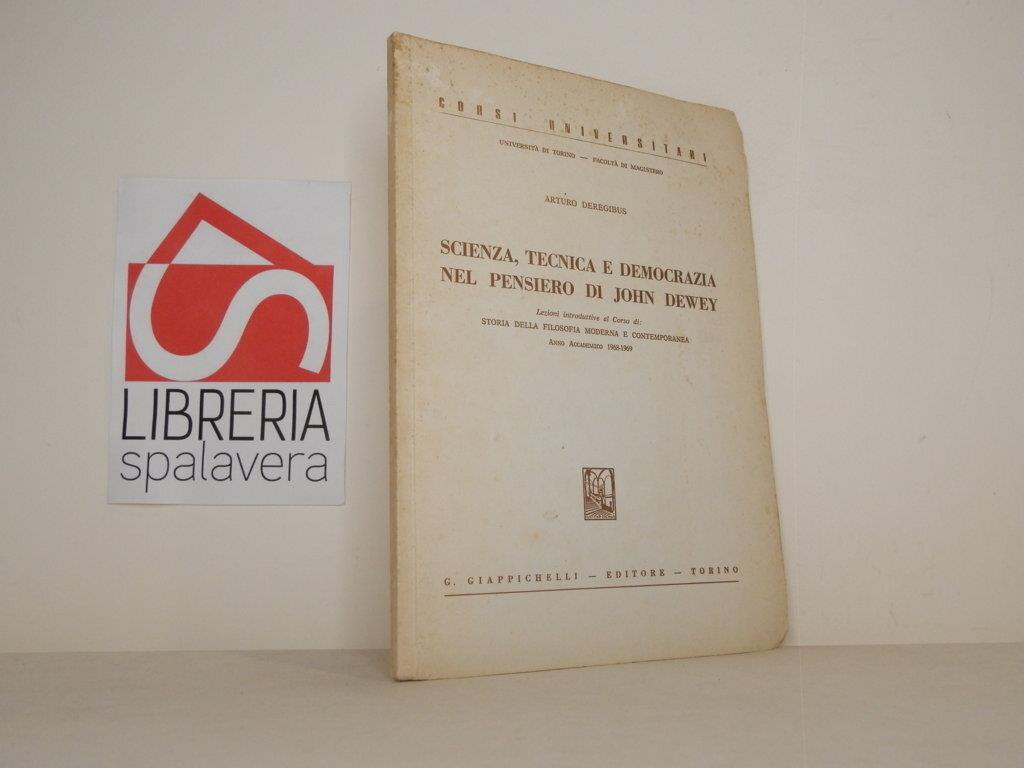 CORSI UNIVERSITARI
UNIVERSITÀ DI TORINO — FACOLTÀ DI MAGISTERO
ARTURO DEREGIBUS
SCIENZA, TECNICA E DEMOCRAZIA
NEL PENSIERO DI JOHN DEWEY
Lezioni introduttive al Corso di:
STORIA DELLA FILOSOFIA MODERNA E CONTEMPORANEA
ANNO ACCADEMICO 1968-1969
G. GIAPPICHELLI — EDITORE — TORINO
LIBRERIA
spalavera